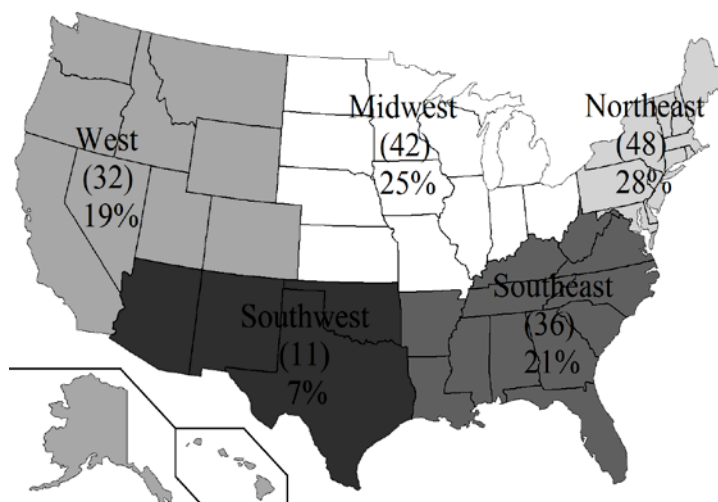 West
(32)
19%
Midwest
(42)
25%
Northeast
(48)
28%
Southwest
(11)
7%
Southeast
(36)
21%